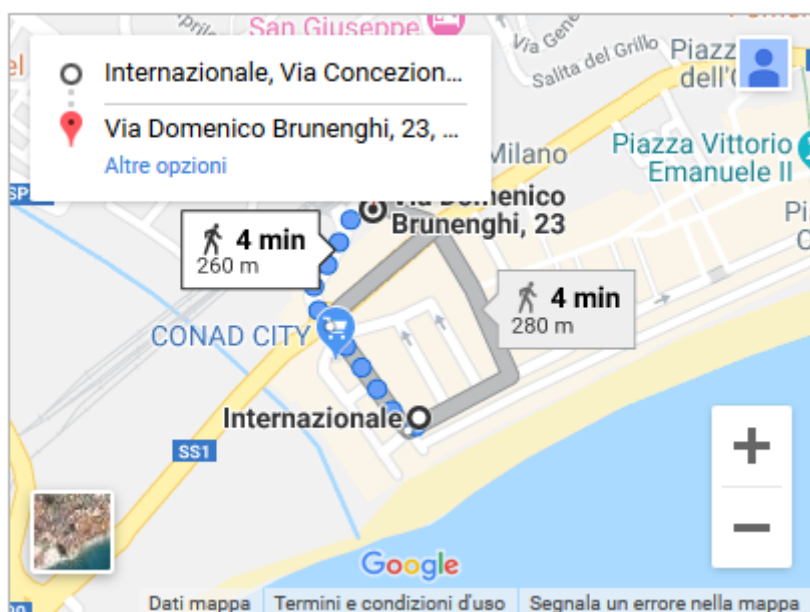 San Giuseppe
Via Gene
Salita del Grillo
Piazz
dell'O
Internazionale, Via Concezion...
Via Domenico Brunenghi, 23, ...
Altre opzioni
Milano
Piazza Vittorio
Emanuele II
SP
Via Domenico
Brunenghi, 23
4 min
260 m
4 min
280 m
CONAD CITY
Internazionale
SS1
Google
Dati mappa
Termini e condizioni d'uso
Segnala un errore nella mappa